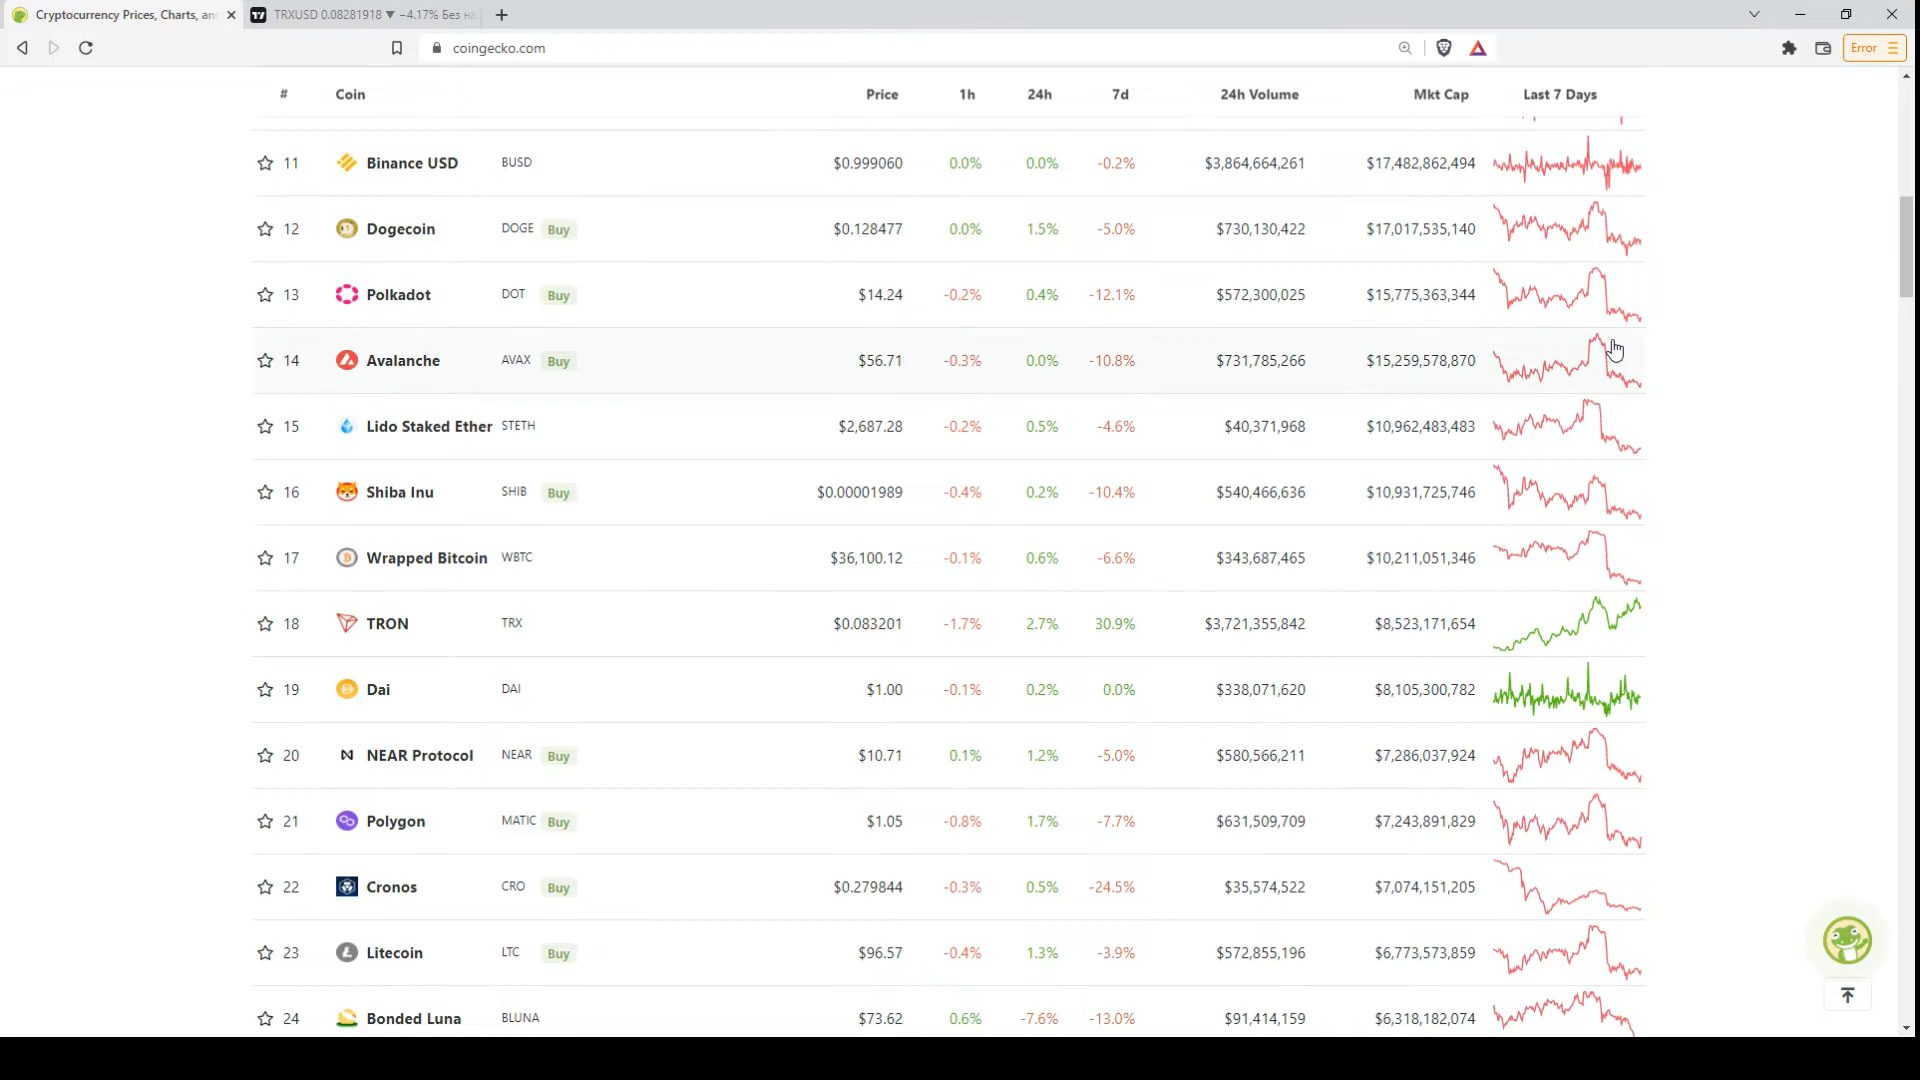 Cryptocurrency Prices, Charts, an
TRXUSD 0.08281918 ▼ −4.17% Без на
coingecko.com
Error
# Coin Price 1h 24h 7d 24h Volume Mkt Cap Last 7 Days
11 Binance USD BUSD $0.999060 0.0% 0.0% -0.2% $3,864,664,261 $17,482,862,494
12 Dogecoin DOGE Buy $0.128477 0.0% 1.5% -5.0% $730,130,422 $17,017,535,140
13 Polkadot DOT Buy $14.24 -0.2% 0.4% -12.1% $572,300,025 $15,775,363,344
14 Avalanche AVAX Buy $56.71 -0.3% 0.0% -10.8% $731,785,266 $15,259,578,870
15 Lido Staked Ether STETH $2,687.28 -0.2% 0.5% -4.6% $40,371,968 $10,962,483,483
16 Shiba Inu SHIB Buy $0.00001989 -0.4% 0.2% -10.4% $540,466,636 $10,931,725,746
17 Wrapped Bitcoin WBTC $36,100.12 -0.1% 0.6% -6.6% $343,687,465 $10,211,051,346
18 TRON TRX $0.083201 -1.7% 2.7% 30.9% $3,721,355,842 $8,523,171,654
19 Dai DAI $1.00 -0.1% 0.2% 0.0% $338,071,620 $8,105,300,782
20 NEAR Protocol NEAR Buy $10.71 0.1% 1.2% -5.0% $580,566,211 $7,286,037,924
21 Polygon MATIC Buy $1.05 -0.8% 1.7% -7.7% $631,509,709 $7,243,891,829
22 Cronos CRO Buy $0.279844 -0.3% 0.5% -24.5% $35,574,522 $7,074,151,205
23 Litecoin LTC Buy $96.57 -0.4% 1.3% -3.9% $572,855,196 $6,773,573,859
24 Bonded Luna BLUNA $73.62 0.6% -7.6% -13.0% $91,414,159 $6,318,182,074